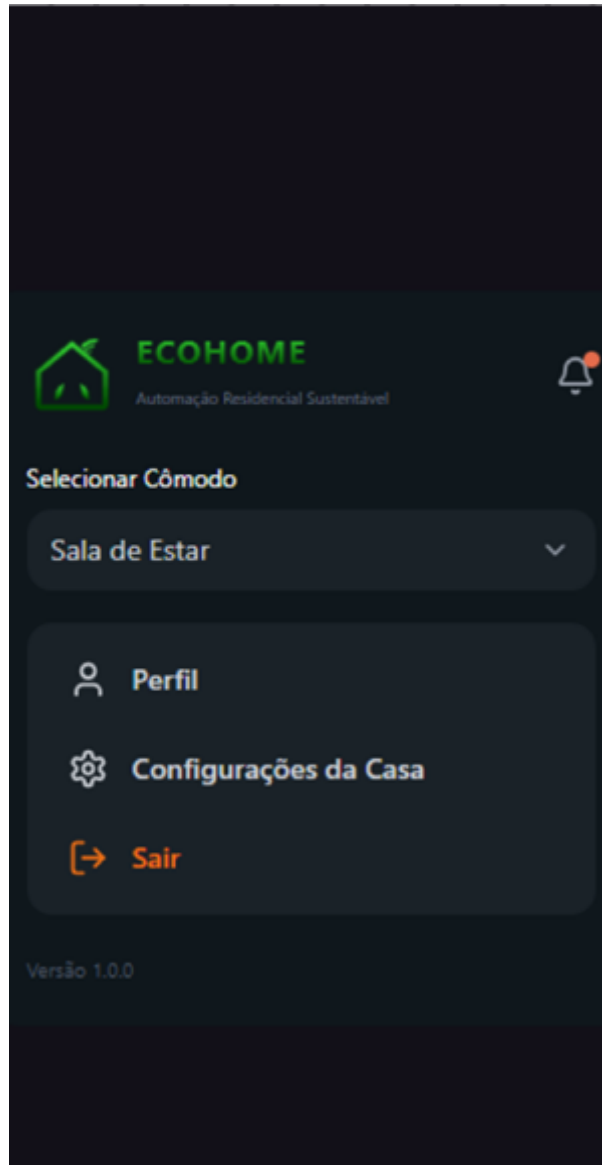 ECOHOME
Automação Residencial Sustentável
Selecionar Cômodo
Sala de Estar
Perfil
Configurações da Casa
Sair
Versão 1.0.0